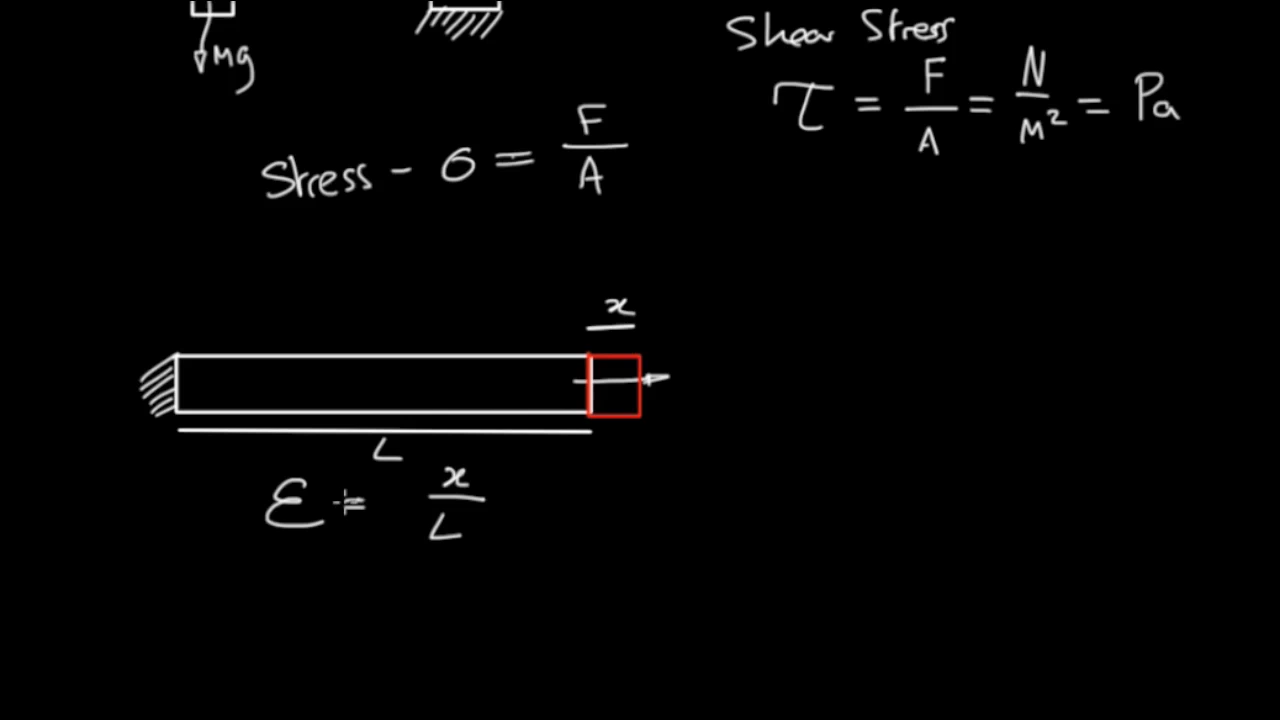 Mg
Shear Stress
τ = F/A = N/M² = Pa
Stress - σ = F/A
x
L
ε = x/L